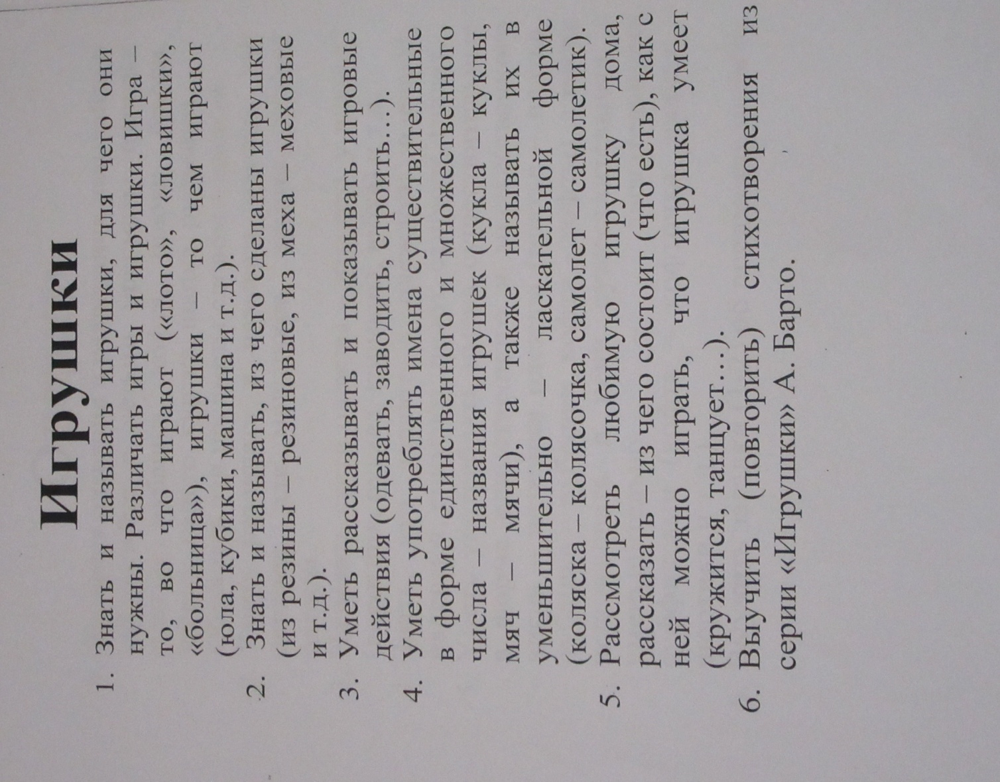 Игрушки
1. Знать и называть игрушки, для чего они
нужны. Различать игры и игрушки. Игра –
то, во что играют («лото», «ловишки»,
«больница»), игрушки – то чем играют
(юла, кубики, машина и т.д.).
2. Знать и называть, из чего сделаны игрушки
(из резины – резиновые, из меха – меховые
и т.д.).
3. Уметь рассказывать и показывать игровые
действия (одевать, заводить, строить…).
4. Уметь употреблять имена существительные
в форме единственного и множественного
числа – названия игрушек (кукла – куклы,
мяч – мячи), а также называть их в
уменьшительно – ласкательной форме
(коляска – колясочка, самолет – самолетик).
5. Рассмотреть любимую игрушку дома,
рассказать – из чего состоит (что есть), как с
ней можно играть, что игрушка умеет
(кружится, танцует…).
6. Выучить (повторить) стихотворения из
серии «Игрушки» А. Барто.